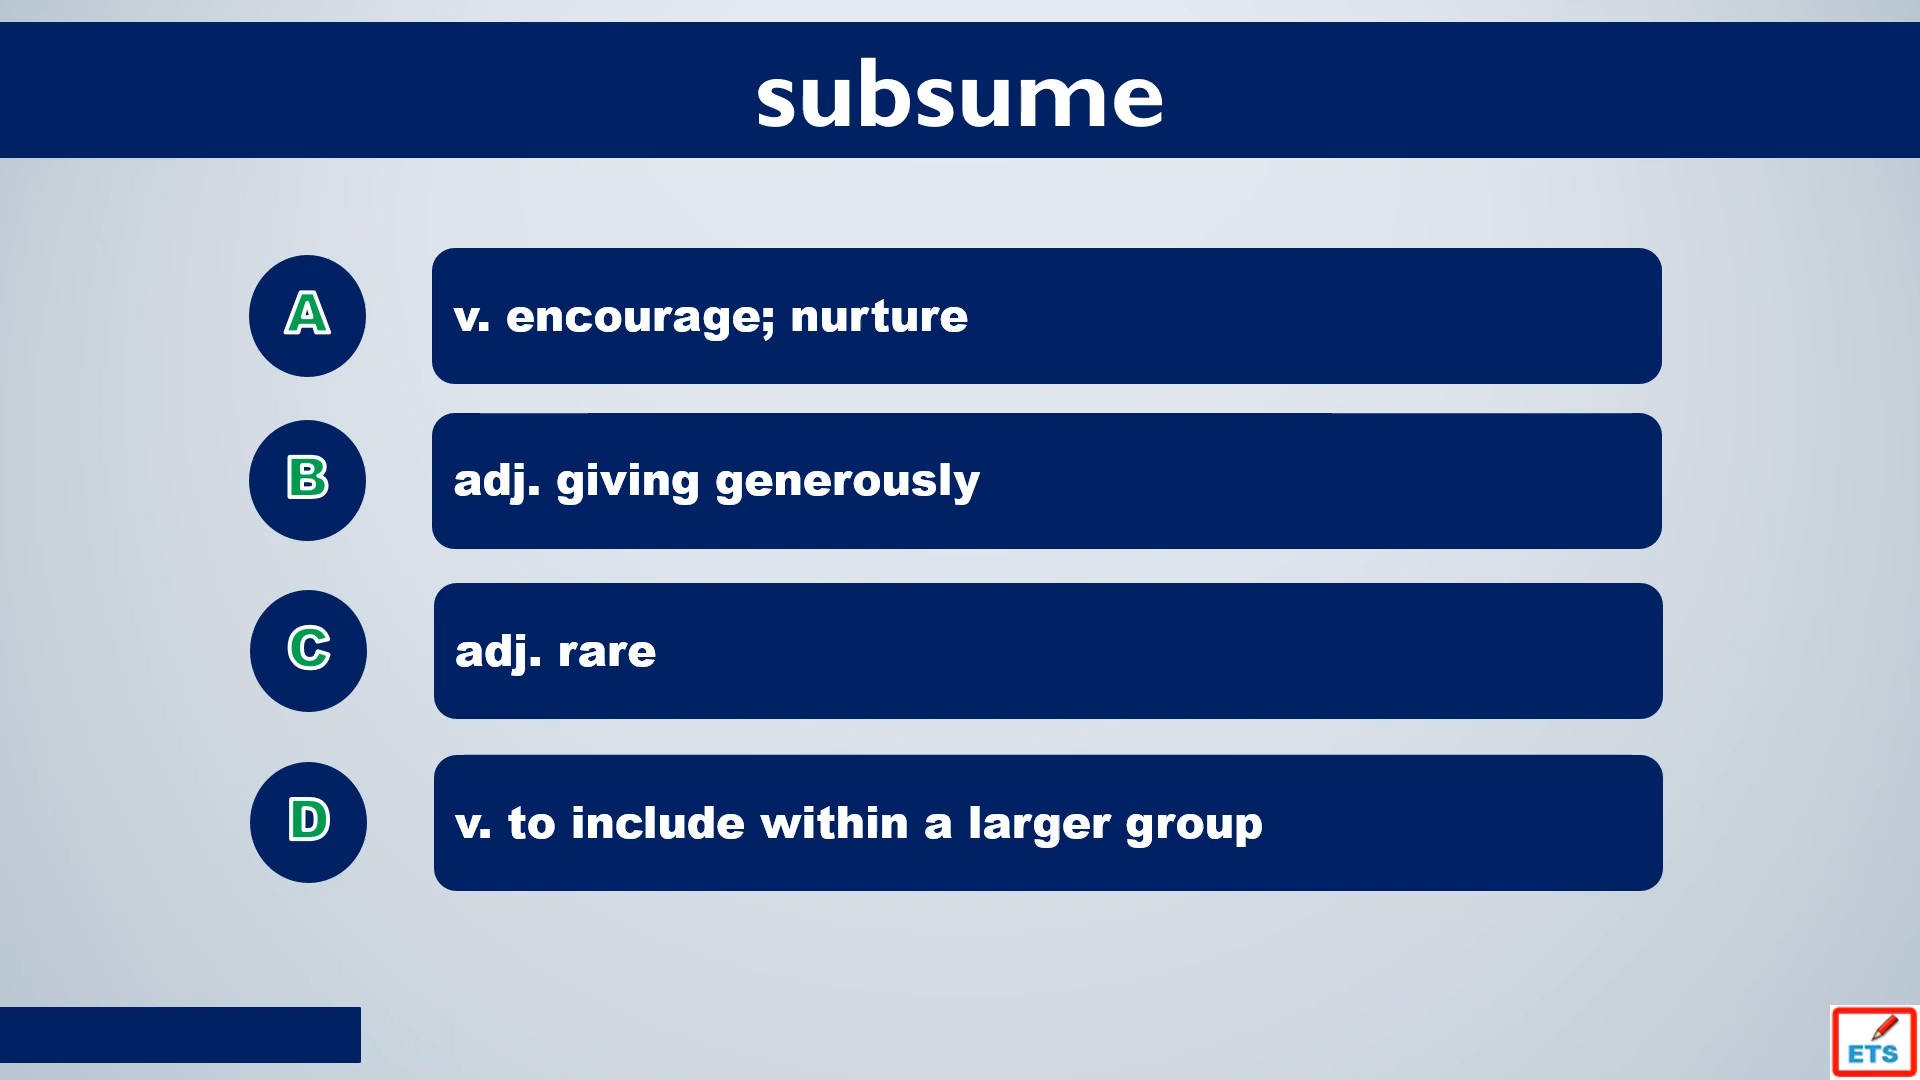 subsume
A
v. encourage; nurture
B
adj. giving generously
C
adj. rare
D
v. to include within a larger group
ETS